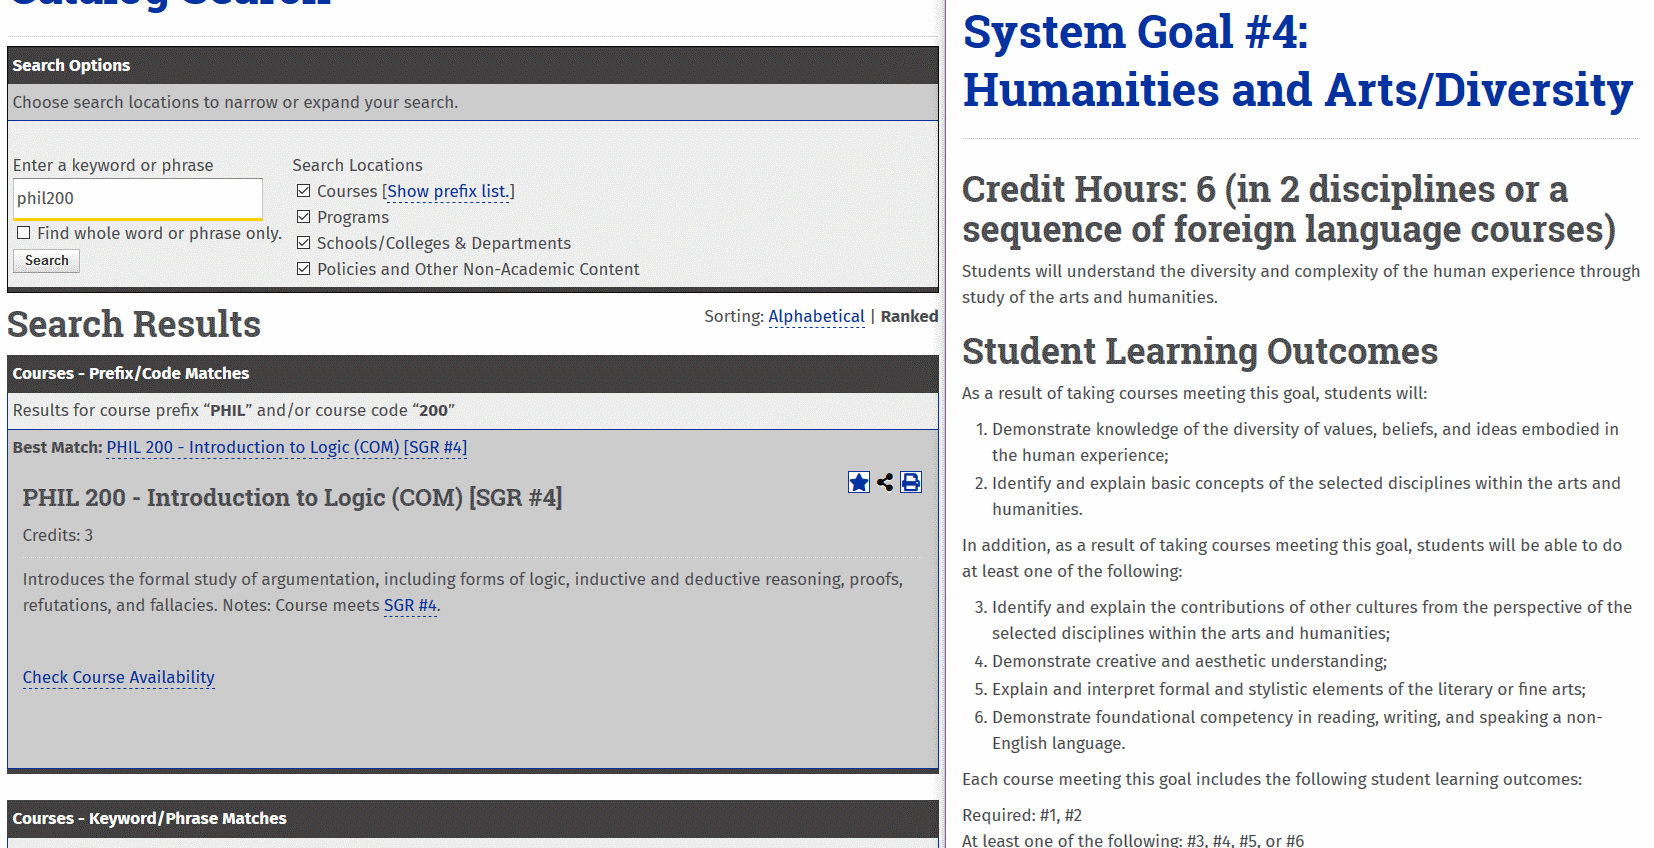 Catalog Search
Search Options
Choose search locations to narrow or expand your search.
Enter a keyword or phrase
phil200
Find whole word or phrase only.
Search
Search Locations
Courses [Show prefix list.]
Programs
Schools/Colleges & Departments
Policies and Other Non-Academic Content
Search Results
Sorting: Alphabetical | Ranked
Courses - Prefix/Code Matches
Results for course prefix “PHIL” and/or course code “200”
Best Match: PHIL 200 - Introduction to Logic (COM) [SGR #4]
PHIL 200 - Introduction to Logic (COM) [SGR #4]
Credits: 3
Introduces the formal study of argumentation, including forms of logic, inductive and deductive reasoning, proofs,
refutations, and fallacies. Notes: Course meets SGR #4.
Check Course Availability
Courses - Keyword/Phrase Matches
System Goal #4:
Humanities and Arts/Diversity
Credit Hours: 6 (in 2 disciplines or a
sequence of foreign language courses)
Students will understand the diversity and complexity of the human experience through
study of the arts and humanities.
Student Learning Outcomes
As a result of taking courses meeting this goal, students will:
1. Demonstrate knowledge of the diversity of values, beliefs, and ideas embodied in
the human experience;
2. Identify and explain basic concepts of the selected disciplines within the arts and
humanities.
In addition, as a result of taking courses meeting this goal, students will be able to do
at least one of the following:
3. Identify and explain the contributions of other cultures from the perspective of the
selected disciplines within the arts and humanities;
4. Demonstrate creative and aesthetic understanding;
5. Explain and interpret formal and stylistic elements of the literary or fine arts;
6. Demonstrate foundational competency in reading, writing, and speaking a non-
English language.
Each course meeting this goal includes the following student learning outcomes:
Required: #1, #2
At least one of the following: #3, #4, #5, or #6